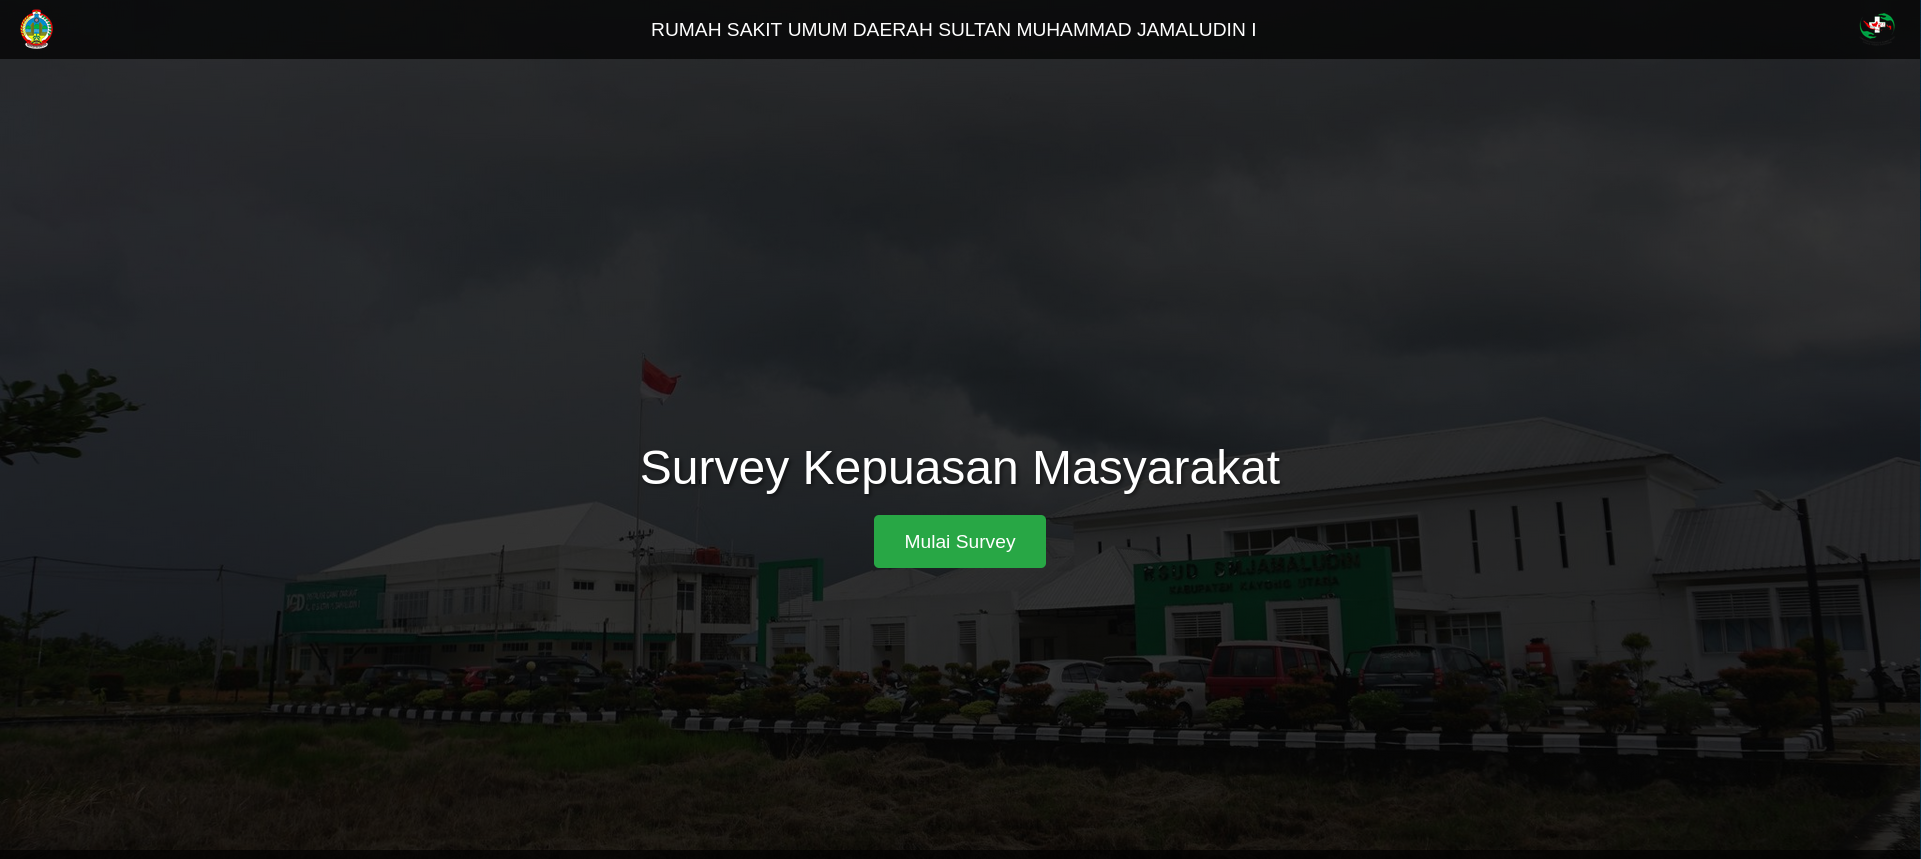 RUMAH SAKIT UMUM DAERAH SULTAN MUHAMMAD JAMALUDIN I
Survey Kepuasan Masyarakat
Mulai Survey
RSUD SMJAMALUDIN
KABUPATEN KAYONG UTARA
IGD